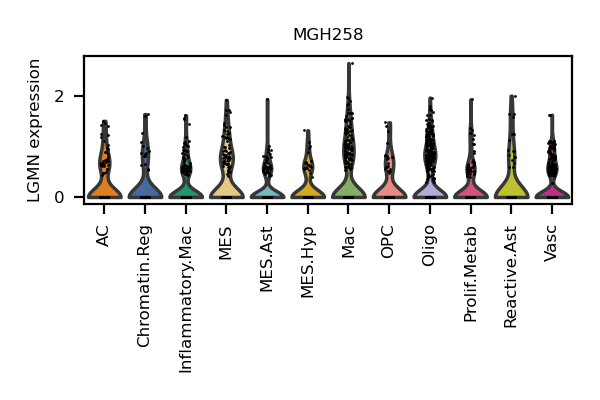 MGH258
LGMN expression
2
0
AC
Chromatin.Reg
Inflammatory.Mac
MES
MES.Ast
MES.Hyp
Mac
OPC
Oligo
Prolif.Metab
Reactive.Ast
Vasc